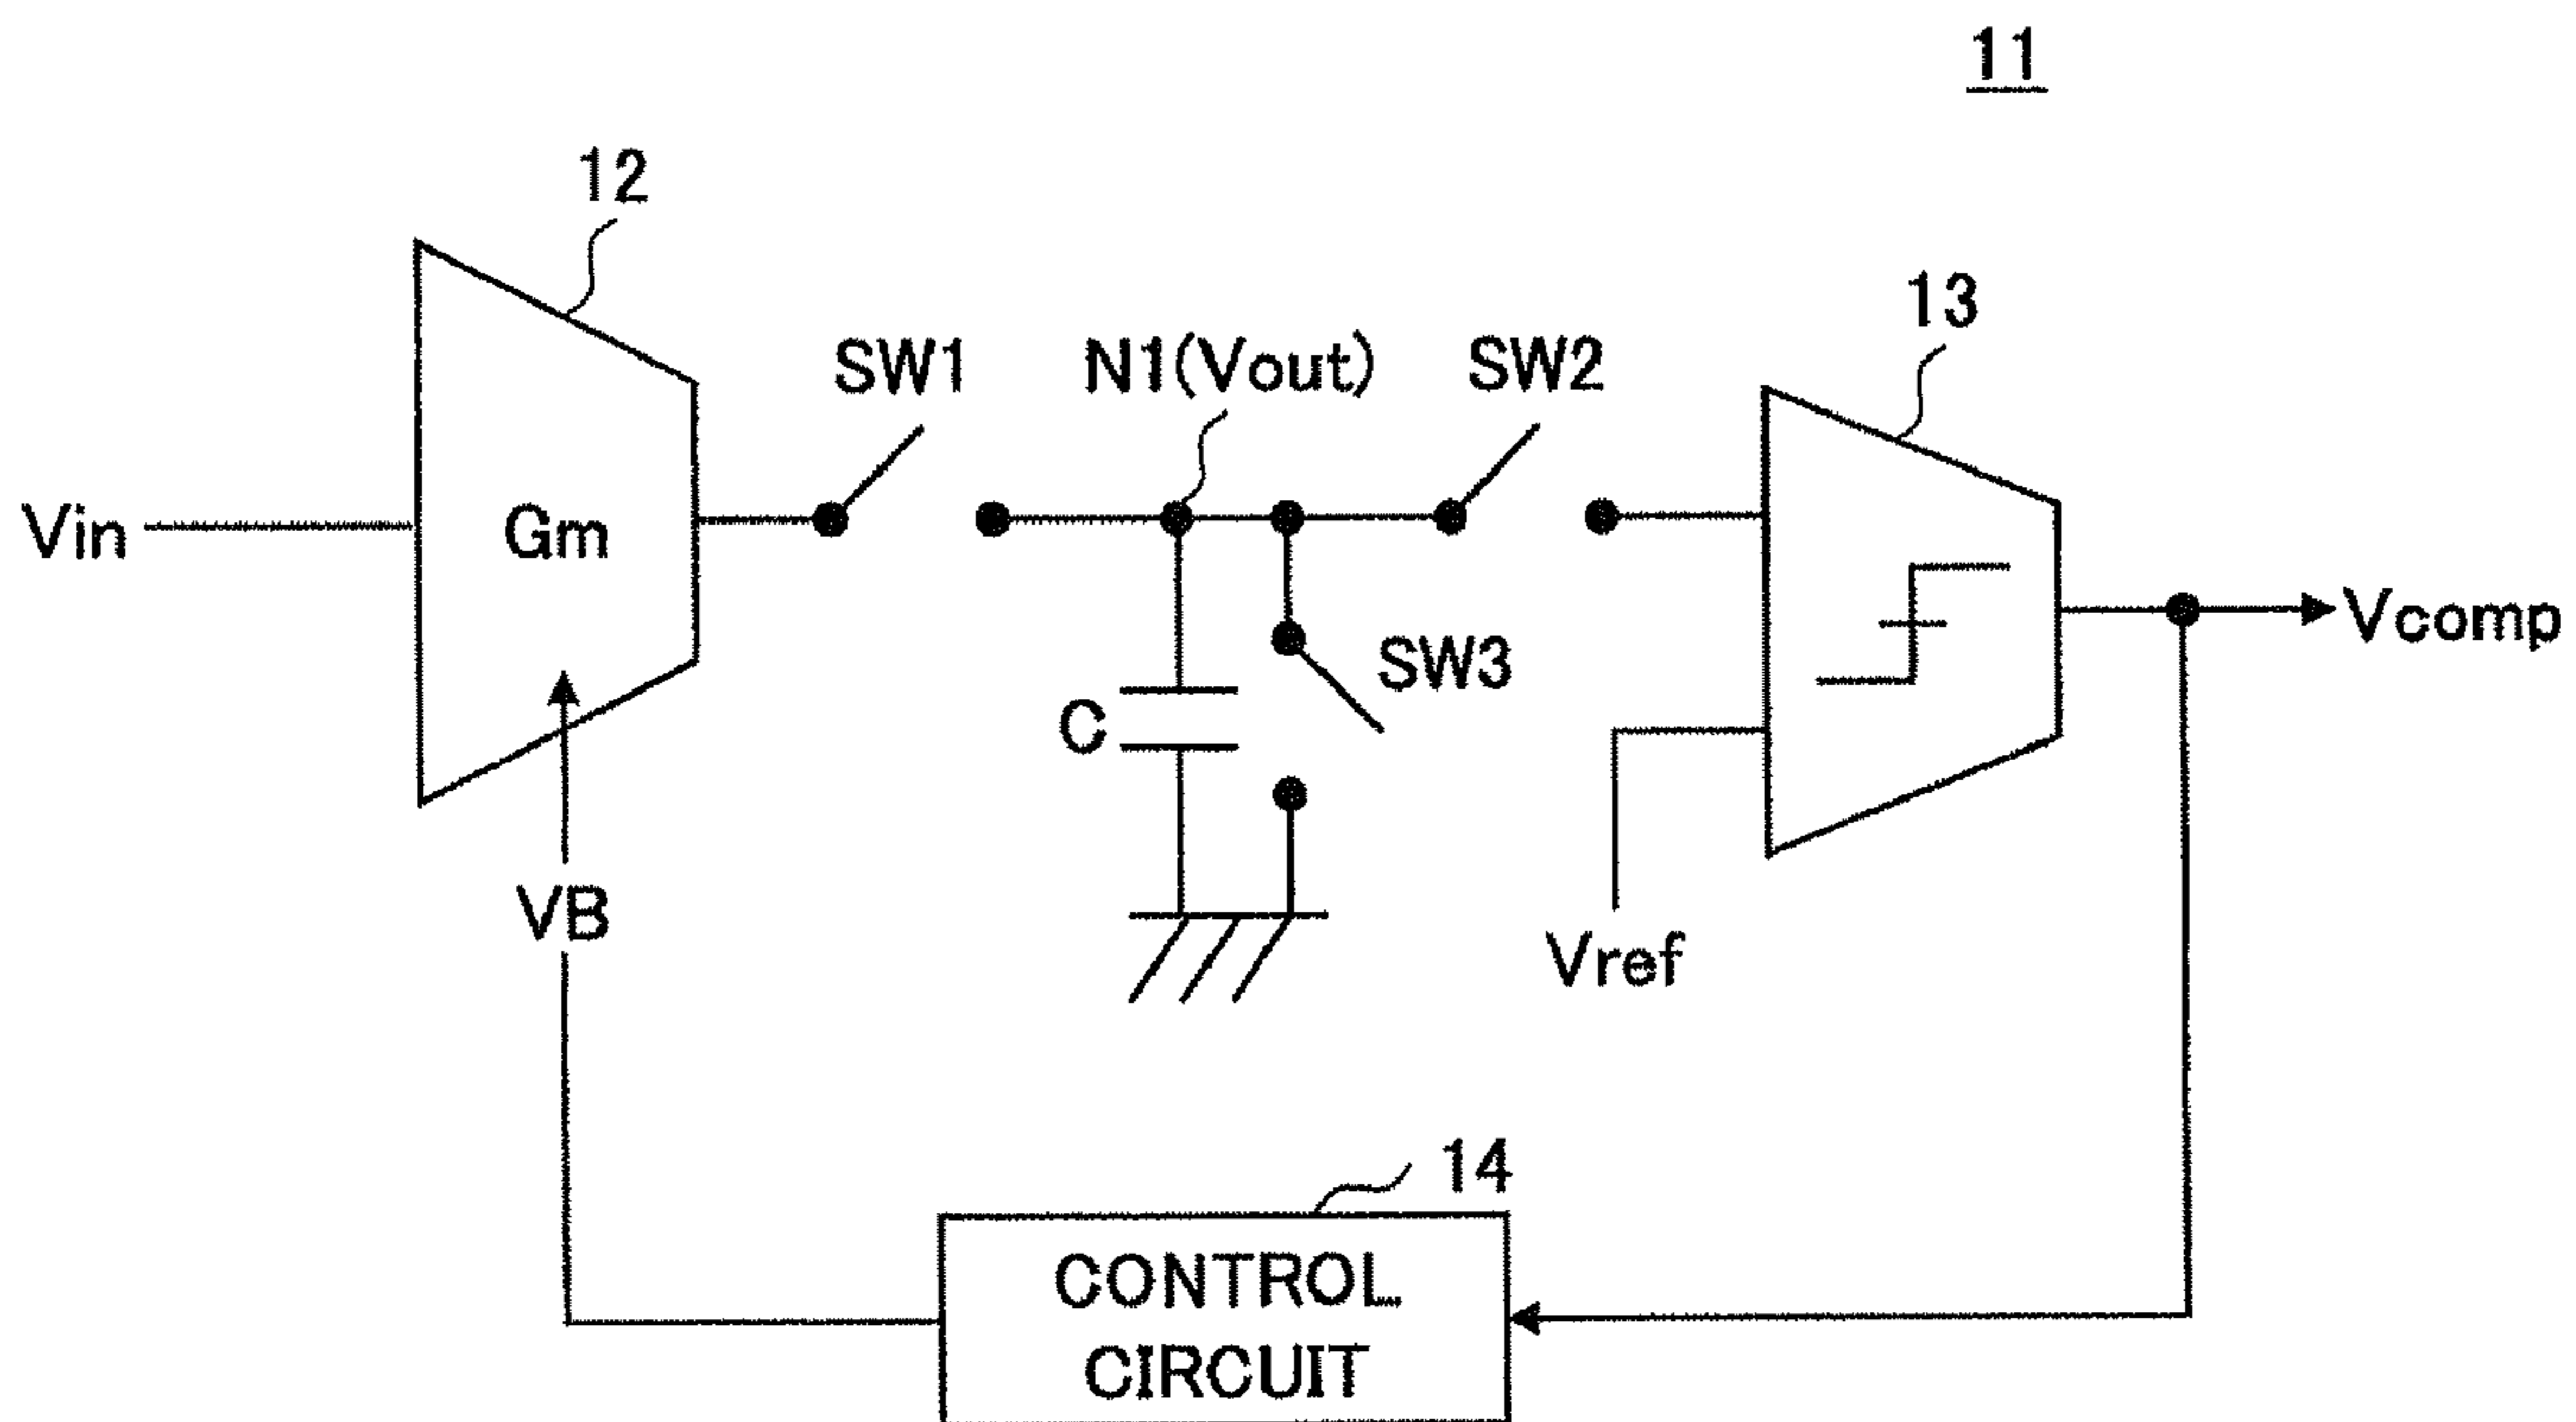 11
12
13
SW1
N1(Vout)
SW2
Vin
Gm
Vcomp
SW3
C
VB
Vref
14
CONTROL
CIRCUIT